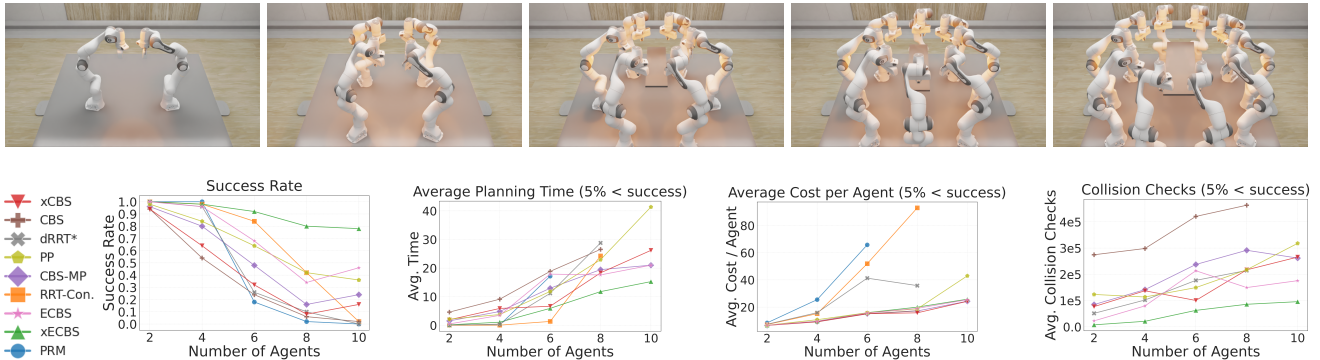 xCBS
CBS
dRRT*
PP
CBS-MP
RRT-Con.
ECBS
xECBS
PRM
Success Rate
Success Rate
1.0
0.9
0.8
0.7
0.6
0.5
0.4
0.3
0.2
0.1
0.0
2 4 6 8 10
Number of Agents
Average Planning Time (5% < success)
Avg. Time
40
30
20
10
0
2 4 6 8 10
Number of Agents
Average Cost per Agent (5% < success)
Avg. Cost / Agent
80
60
40
20
2 4 6 8 10
Number of Agents
Collision Checks (5% < success)
Avg. Collision Checks
4e5
3e5
2e5
1e5
0.0
2 4 6 8 10
Number of Agents